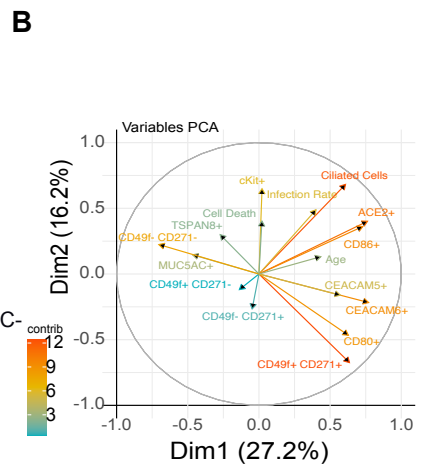 B
Variables PCA
1.0
0.5
0.0
-0.5
-1.0
Dim2 (16.2%)
cKit+
Ciliated Cells
Infection Rate
Cell Death
ACE2+
TSPAN8+
CD49f- CD271-
CD86+
MUC5AC+
Age
CD49f+ CD271-
CEACAM5+
CD49f- CD271+
CEACAM6+
CD80+
CD49f+ CD271+
C-
contrib
12
9
6
3
-1.0 -0.5 0.0 0.5 1.0
Dim1 (27.2%)